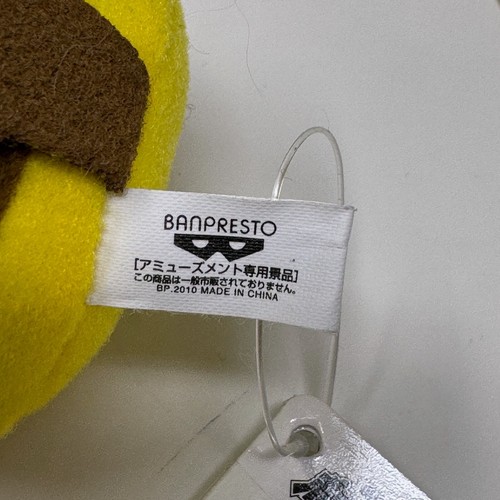 BANPRESTO
[アミューズメント専用景品]
この商品は一般市販されておりません。
BP.2010 MADE IN CHINA